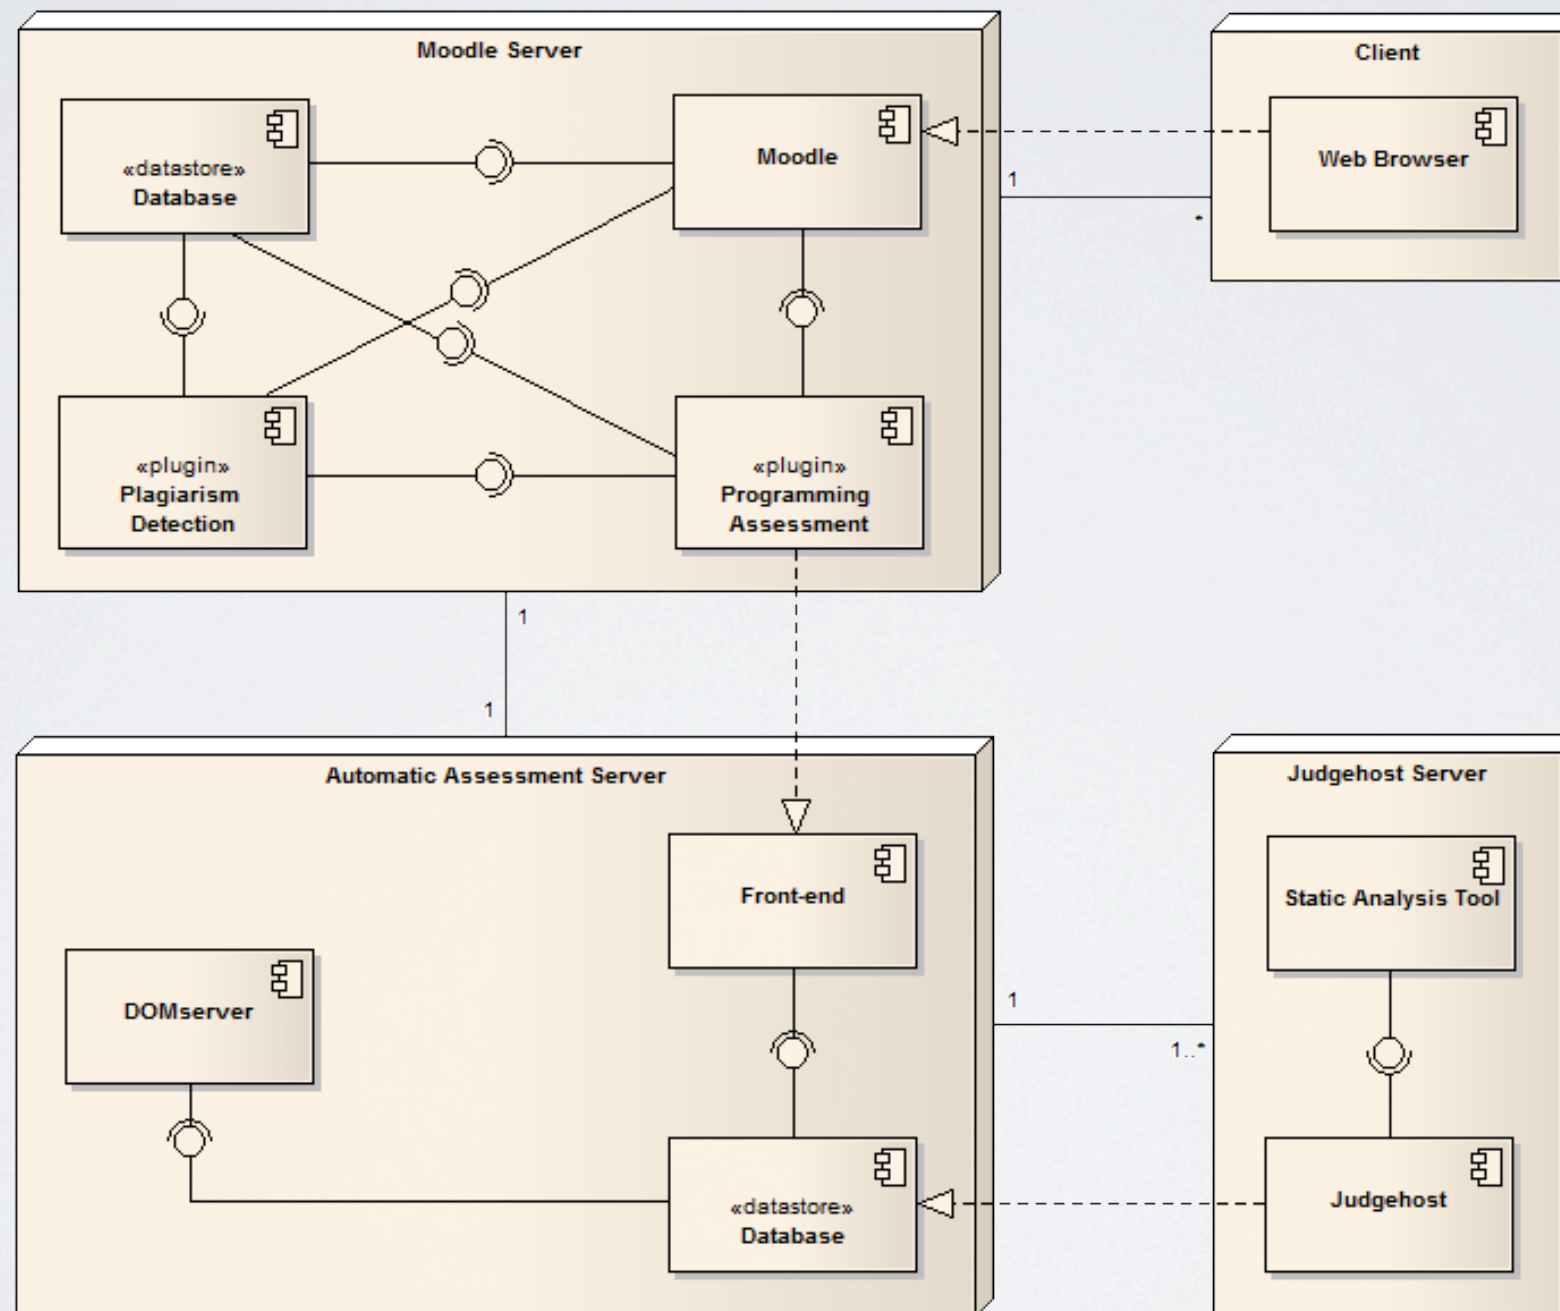 Moodle Server
Client
«datastore»
Database
Moodle
Web Browser
1
*
«plugin»
Plagiarism
Detection
«plugin»
Programming
Assessment
1
1
Automatic Assessment Server
Judgehost Server
Front-end
Static Analysis Tool
DOMserver
1
1..*
«datastore»
Database
Judgehost